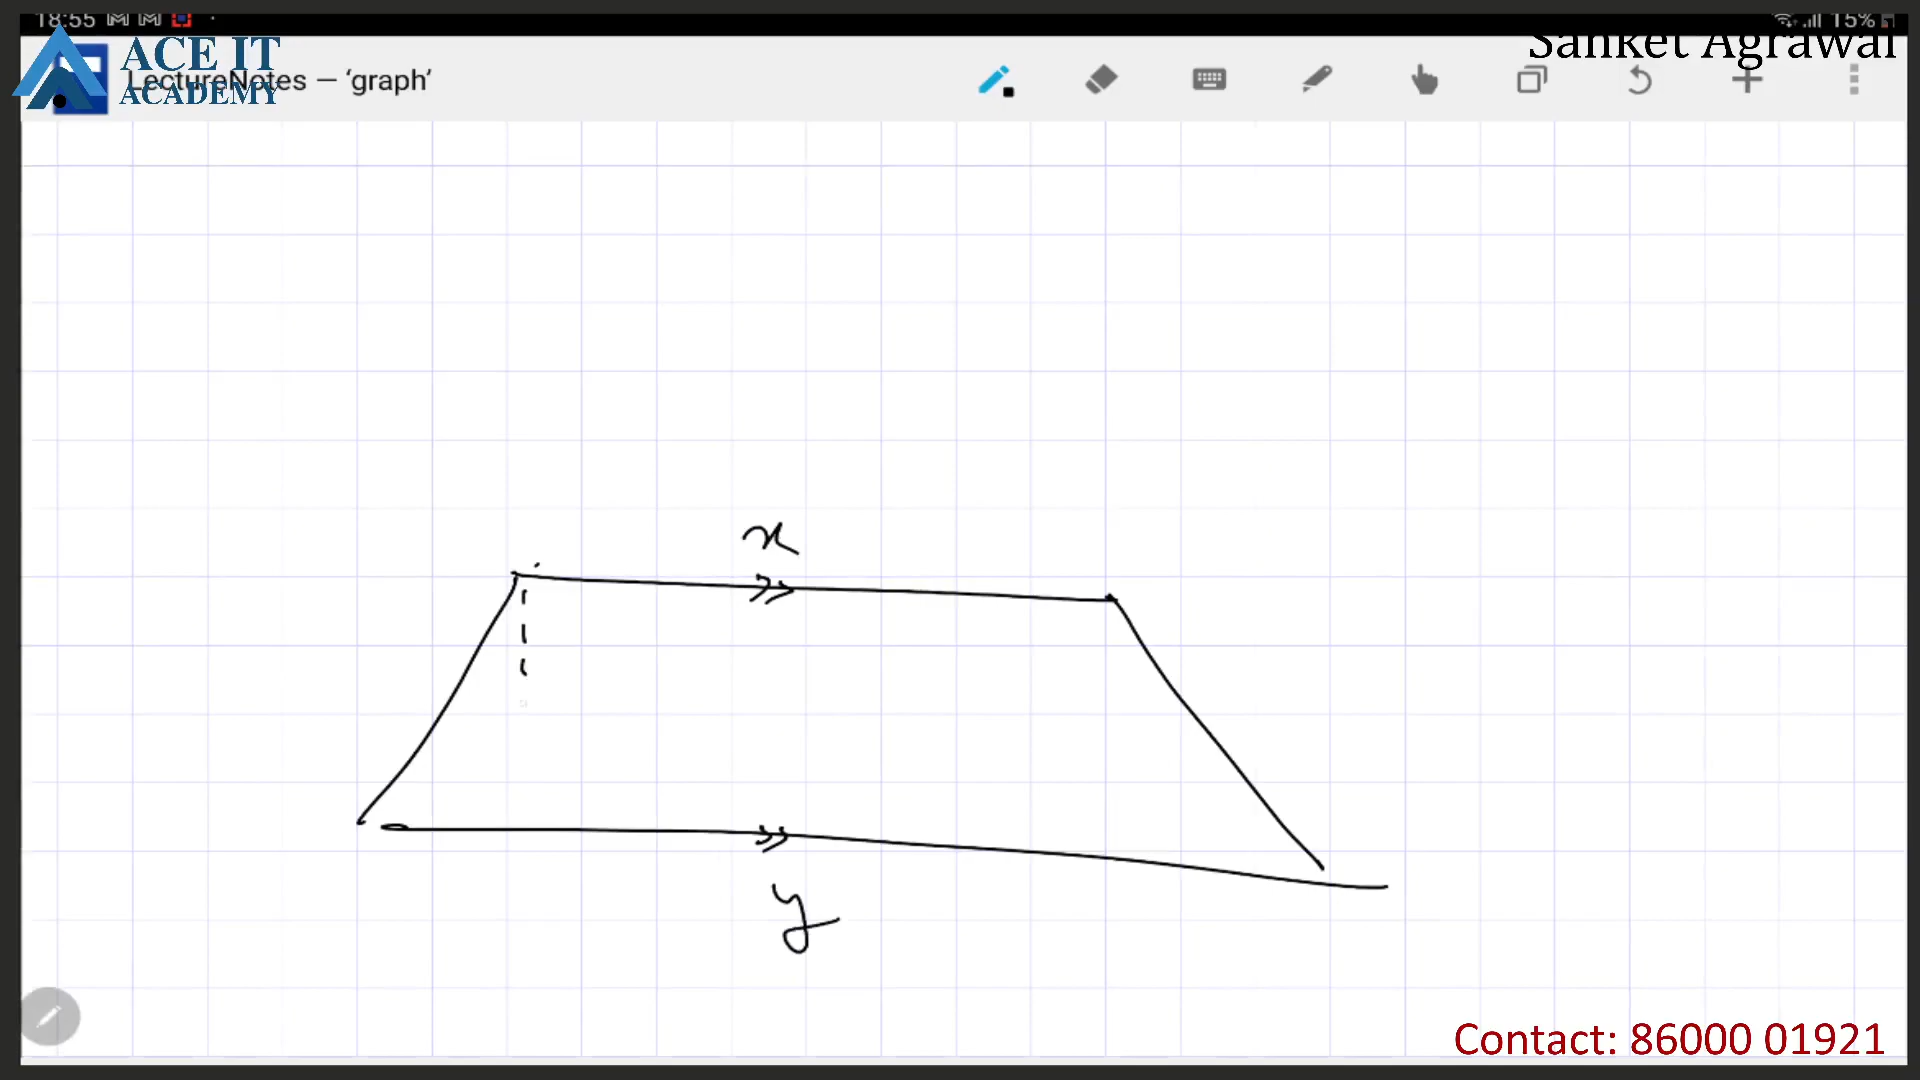 18:55
15%
ACE IT
ACADEMY
LectureNotes — ‘graph’
Sanket Agrawal
x
y
Contact: 86000 01921